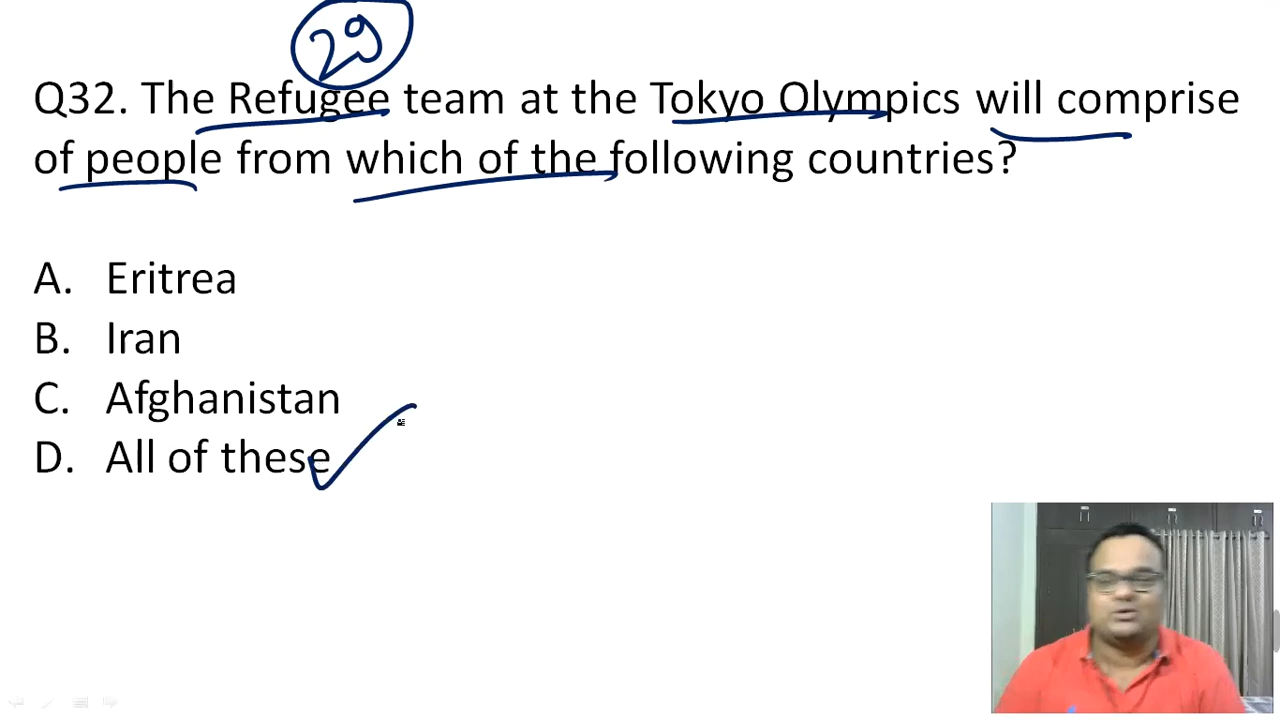 29
Q32. The Refugee team at the Tokyo Olympics will comprise
of people from which of the following countries?
A. Eritrea
B. Iran
C. Afghanistan
D. All of these